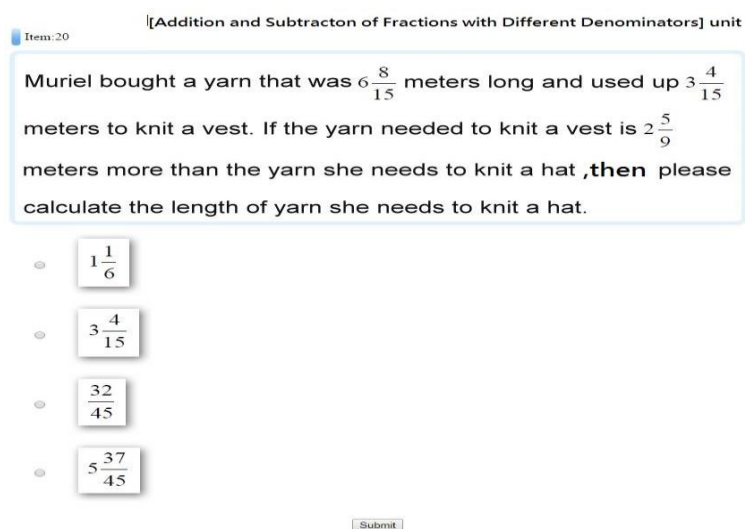 [Addition and Subtracton of Fractions with Different Denominators] unit
Item:20
Muriel bought a yarn that was 6 8/15 meters long and used up 3 4/15
meters to knit a vest. If the yarn needed to knit a vest is 2 5/9
meters more than the yarn she needs to knit a hat ,then please
calculate the length of yarn she needs to knit a hat.
1 1/6
3 4/15
32/45
5 37/45
Submit